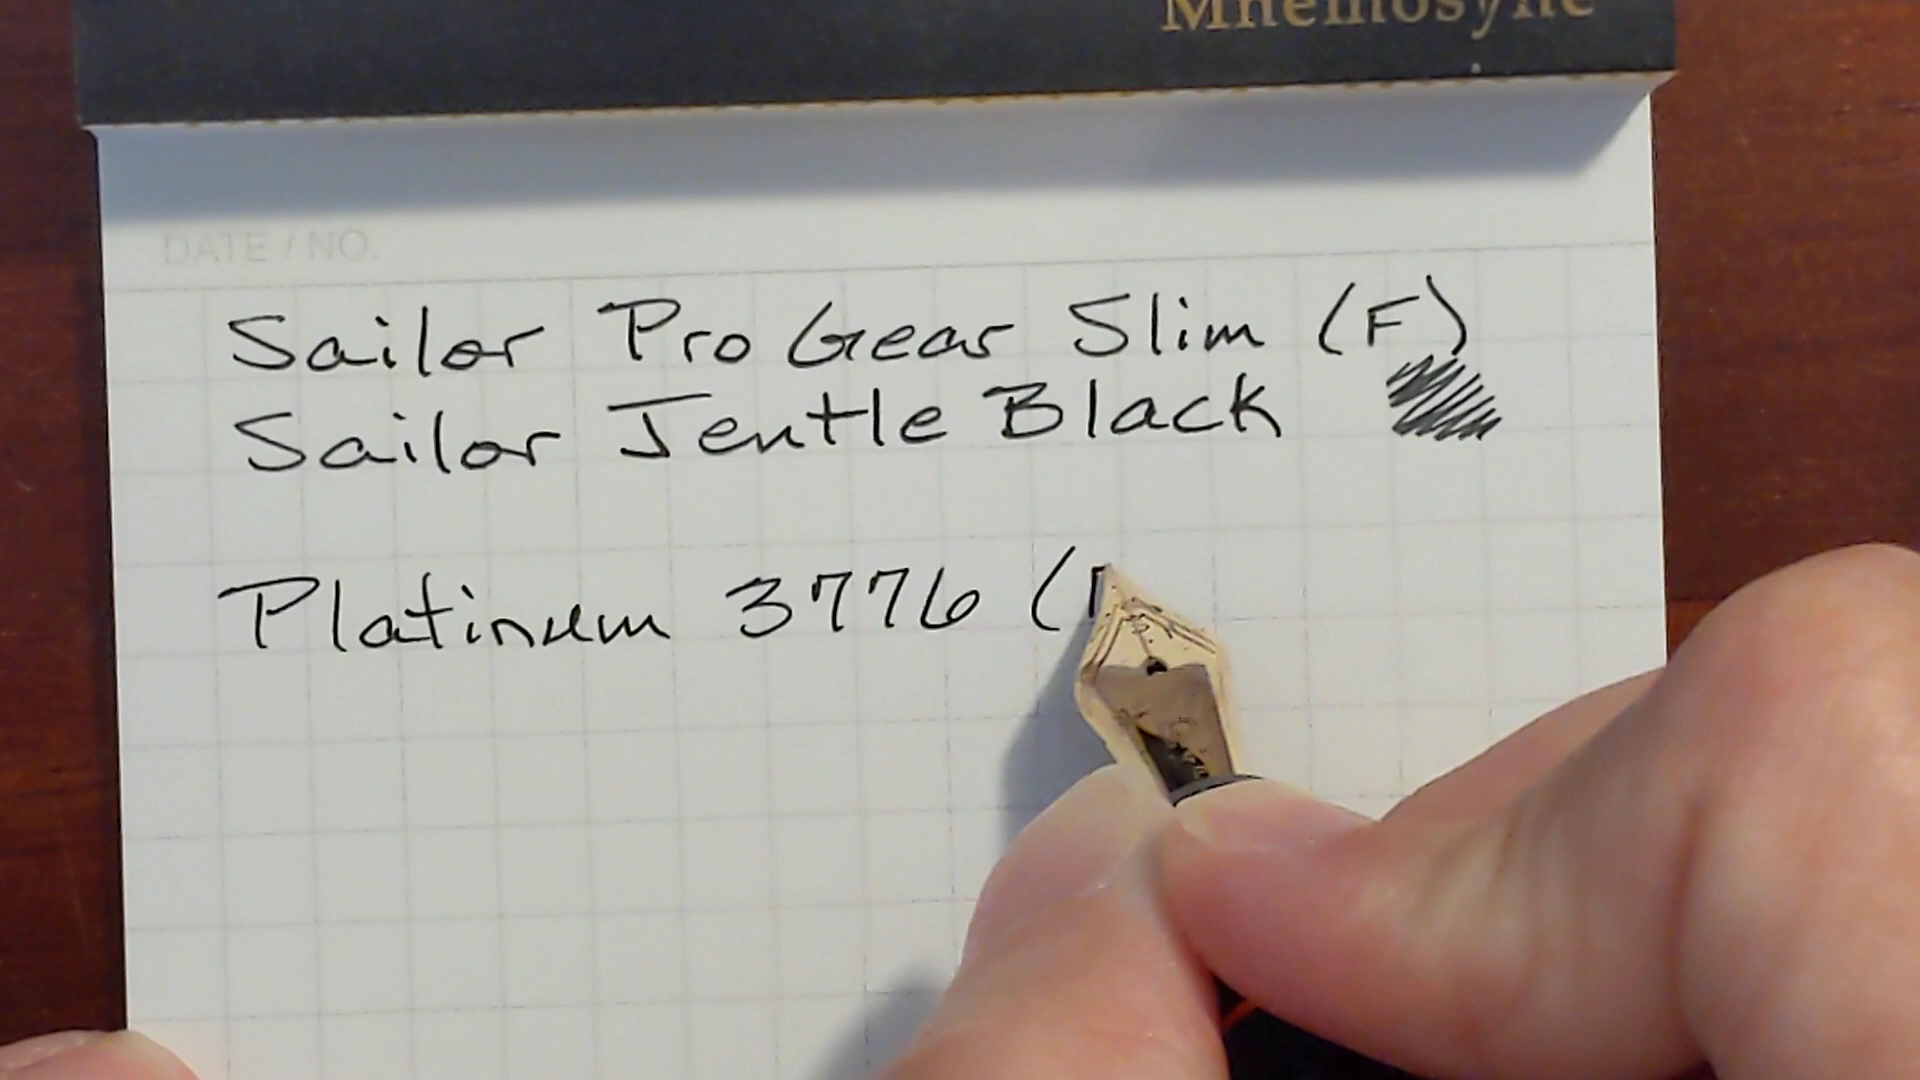 Mnemosyne
DATE / NO.
Sailor Pro Gear Slim (F)
Sailor Jentle Black
Platinum 3776 (